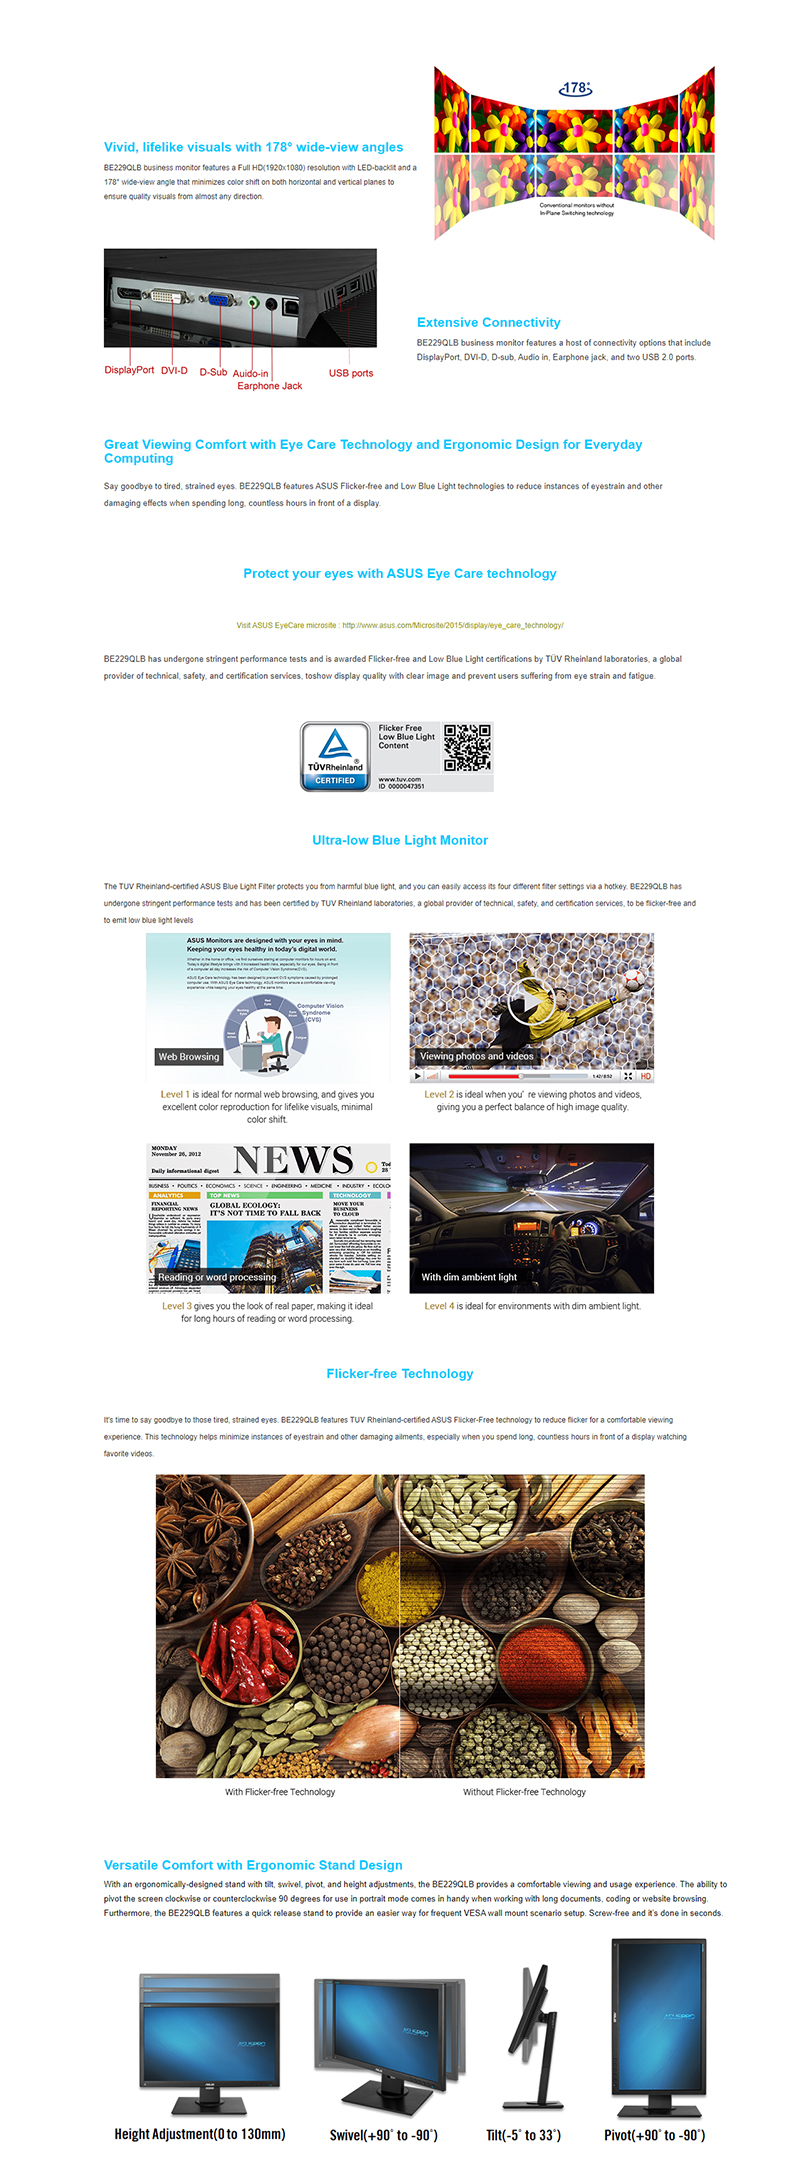 178°
Vivid, lifelike visuals with 178° wide-view angles
BE229QLB business monitor features a Full HD(1920x1080) resolution with LED-backlit and a
178° wide-view angle that minimizes color shift on both horizontal and vertical planes to
ensure quality visuals from almost any direction.
Conventional monitors without
In-Plane Switching technology
DisplayPort DVI-D D-Sub Auido-in Earphone Jack USB ports
Extensive Connectivity
BE229QLB business monitor features a host of connectivity options that include
DisplayPort, DVI-D, D-sub, Audio in, Earphone jack, and two USB 2.0 ports.
Great Viewing Comfort with Eye Care Technology and Ergonomic Design for Everyday
Computing
Say goodbye to tired, strained eyes. BE229QLB features ASUS Flicker-free and Low Blue Light technologies to reduce instances of eyestrain and other
damaging effects when spending long, countless hours in front of a display.
Protect your eyes with ASUS Eye Care technology
Visit ASUS EyeCare microsite : http://www.asus.com/Microsite/2015/display/eye_care_technology/
BE229QLB has undergone stringent performance tests and is awarded Flicker-free and Low Blue Light certifications by TÜV Rheinland laboratories, a global
provider of technical, safety, and certification services, toshow display quality with clear image and prevent users suffering from eye strain and fatigue.
TÜVRheinland®
CERTIFIED
Flicker Free
Low Blue Light
Content
www.tuv.com
ID 0000047351
Ultra-low Blue Light Monitor
The TUV Rheinland-certified ASUS Blue Light Filter protects you from harmful blue light, and you can easily access its four different filter settings via a hotkey. BE229QLB has
undergone stringent performance tests and has been certified by TUV Rheinland laboratories, a global provider of technical, safety, and certification services, to be flicker-free and
to emit low blue light levels
ASUS Monitors are designed with your eyes in mind.
Keeping your eyes healthy in today's digital world.
Computer Vision
Syndrome
(CVS)
Web Browsing
Viewing photos and videos
1:42 / 8:52 HD
Level 1 is ideal for normal web browsing, and gives you
excellent color reproduction for lifelike visuals, minimal
color shift.
Level 2 is ideal when you' re viewing photos and videos,
giving you a perfect balance of high image quality.
MONDAY
November 26, 2012
Daily informational digest
NEWS
BUSINESS • POLITICS • ECONOMICS • SCIENCE • ENGINEERING • MEDICINE • INDUSTRY • ECOLO
ANALYTICS
FINANCIAL
REPORTING NEWS
TOP NEWS
GLOBAL ECOLOGY:
IT'S NOT TIME TO FALL BACK
TECHNOLOGY
MOVE YOUR
BUSINESS
TO CLOUD
Reading or word processing
With dim ambient light
Level 3 gives you the look of real paper, making it ideal
for long hours of reading or word processing.
Level 4 is ideal for environments with dim ambient light.
Flicker-free Technology
It's time to say goodbye to those tired, strained eyes. BE229QLB features TUV Rheinland-certified ASUS Flicker-Free technology to reduce flicker for a comfortable viewing
experience. This technology helps minimize instances of eyestrain and other damaging ailments, especially when you spend long, countless hours in front of a display watching
favorite videos.
With Flicker-free Technology
Without Flicker-free Technology
Versatile Comfort with Ergonomic Stand Design
With an ergonomically-designed stand with tilt, swivel, pivot, and height adjustments, the BE229QLB provides a comfortable viewing and usage experience. The ability to
pivot the screen clockwise or counterclockwise 90 degrees for use in portrait mode comes in handy when working with long documents, coding or website browsing.
Furthermore, the BE229QLB features a quick release stand to provide an easier way for frequent VESA wall mount scenario setup. Screw-free and it's done in seconds.
Height Adjustment(0 to 130mm)
Swivel(+90° to -90°)
Tilt(-5° to 33°)
Pivot(+90° to -90°)